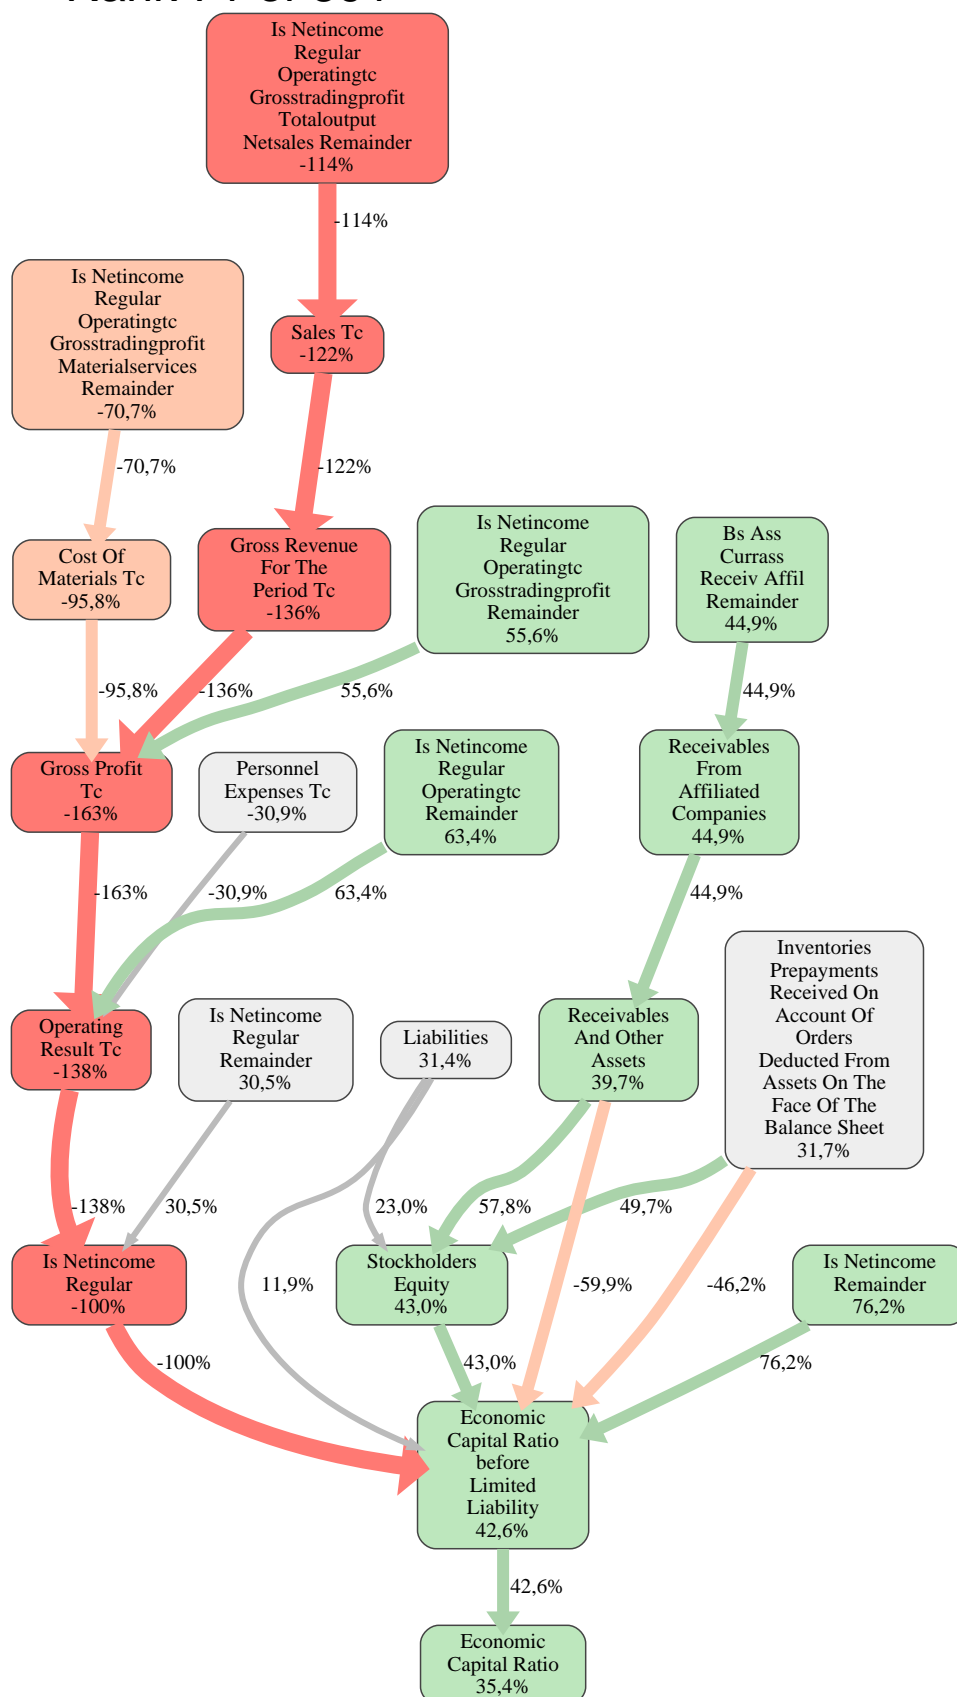 Is Netincome
Regular
Operatingtc
Grosstradingprofit
Totaloutput
Netsales Remainder
-114%
-114%
Is Netincome
Regular
Operatingtc
Grosstradingprofit
Materialservices
Remainder
-70,7%
Sales Tc
-122%
-70,7%
-122%
Cost Of
Materials Tc
-95,8%
Gross Revenue
For The
Period Tc
-136%
Is Netincome
Regular
Operatingtc
Grosstradingprofit
Remainder
55,6%
Bs Ass
Currass
Receiv Affil
Remainder
44,9%
-95,8%
-136%
55,6%
44,9%
Gross Profit
Tc
-163%
Personnel
Expenses Tc
-30,9%
Is Netincome
Regular
Operatingtc
Remainder
63,4%
Receivables
From
Affiliated
Companies
44,9%
-163%
-30,9%
63,4%
44,9%
Operating
Result Tc
-138%
Is Netincome
Regular
Remainder
30,5%
Liabilities
31,4%
Receivables
And Other
Assets
39,7%
Inventories
Prepayments
Received On
Account Of
Orders
Deducted From
Assets On The
Face Of The
Balance Sheet
31,7%
-138%
30,5%
23,0%
57,8%
49,7%
Is Netincome
Regular
-100%
11,9%
Stockholders
Equity
43,0%
-59,9%
-46,2%
Is Netincome
Remainder
76,2%
-100%
43,0%
76,2%
Economic
Capital Ratio
before
Limited
Liability
42,6%
42,6%
Economic
Capital Ratio
35,4%